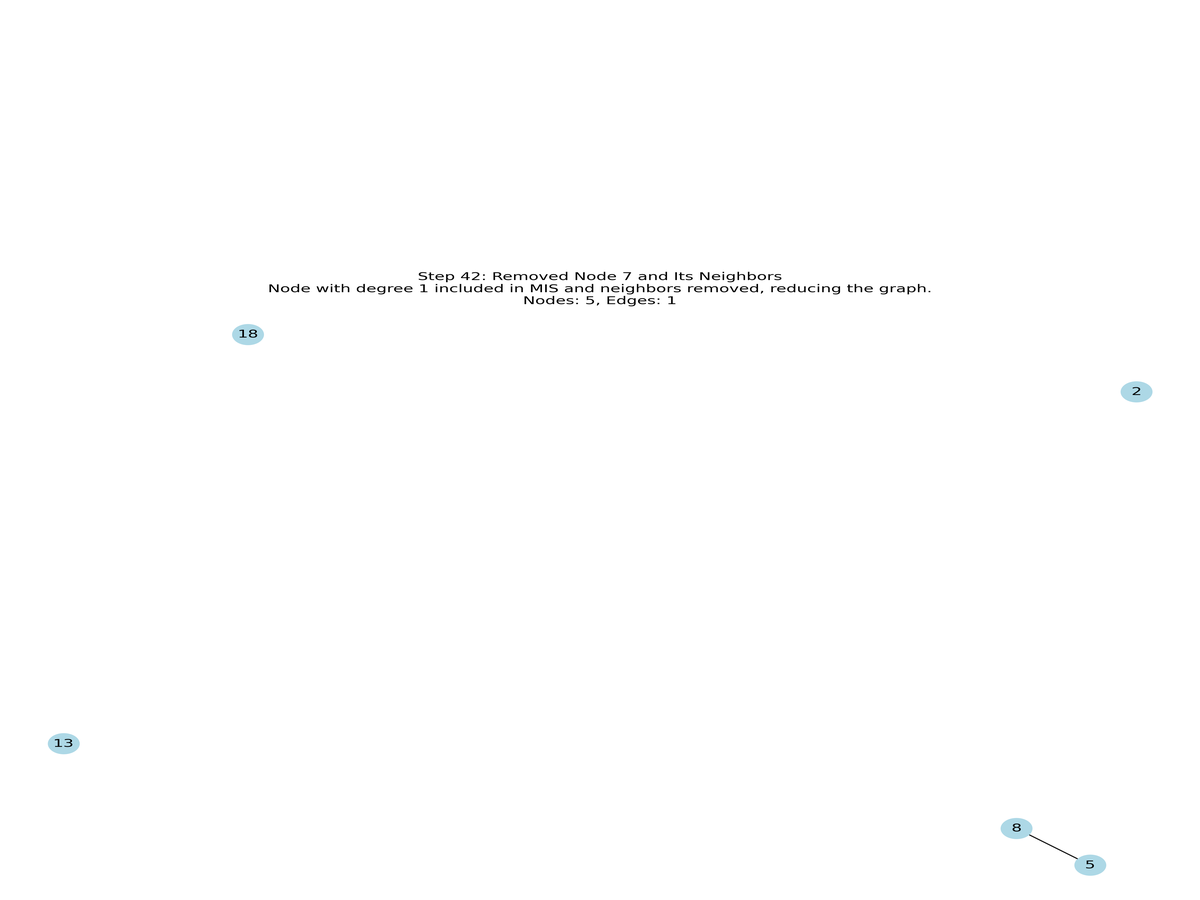 Step 42: Removed Node 7 and Its Neighbors
Node with degree 1 included in MIS and neighbors removed, reducing the graph.
Nodes: 5, Edges: 1
18
2
13
8
5